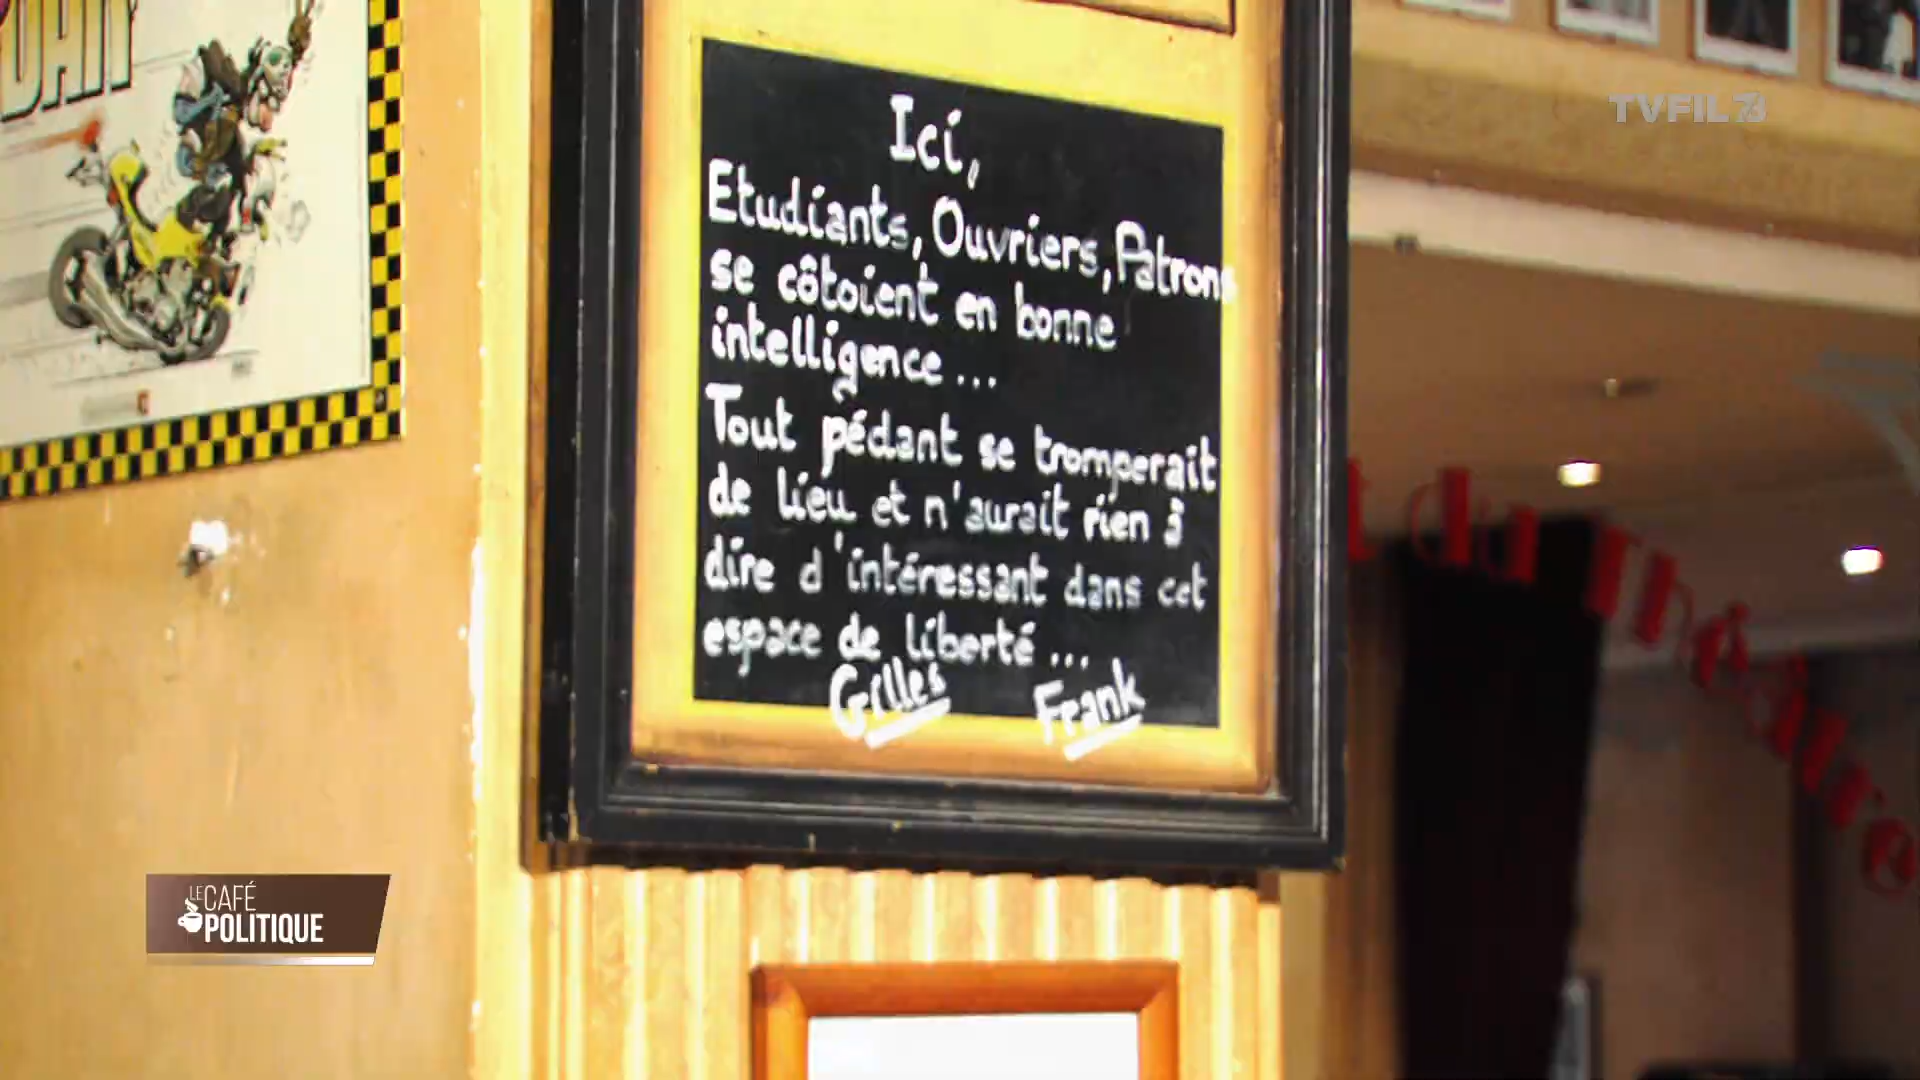 TVFIL78
Ici,
Etudiants, Ouvriers, Patrons
se côtoient en bonne
intelligence ...
Tout pédant se tromperait
de lieu et n'aurait rien à
dire d'intéressant dans cet
espace de liberté ...
Gilles Frank
LE CAFÉ
POLITIQUE